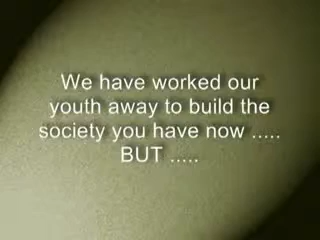 We have worked our
youth away to build the
society you have now .....
BUT .....